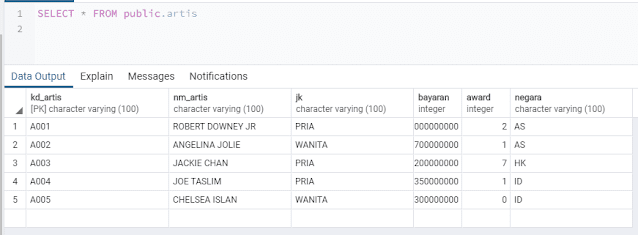 1 SELECT * FROM public.artis
2
Data Output Explain Messages Notifications
kd_artis nm_artis jk bayaran award negara
[PK] character varying (100) character varying (100) character varying (100) integer integer character varying (100)
1 A001 ROBERT DOWNEY JR PRIA 000000000 2 AS
2 A002 ANGELINA JOLIE WANITA 700000000 1 AS
3 A003 JACKIE CHAN PRIA 200000000 7 HK
4 A004 JOE TASLIM PRIA 350000000 1 ID
5 A005 CHELSEA ISLAN WANITA 300000000 0 ID